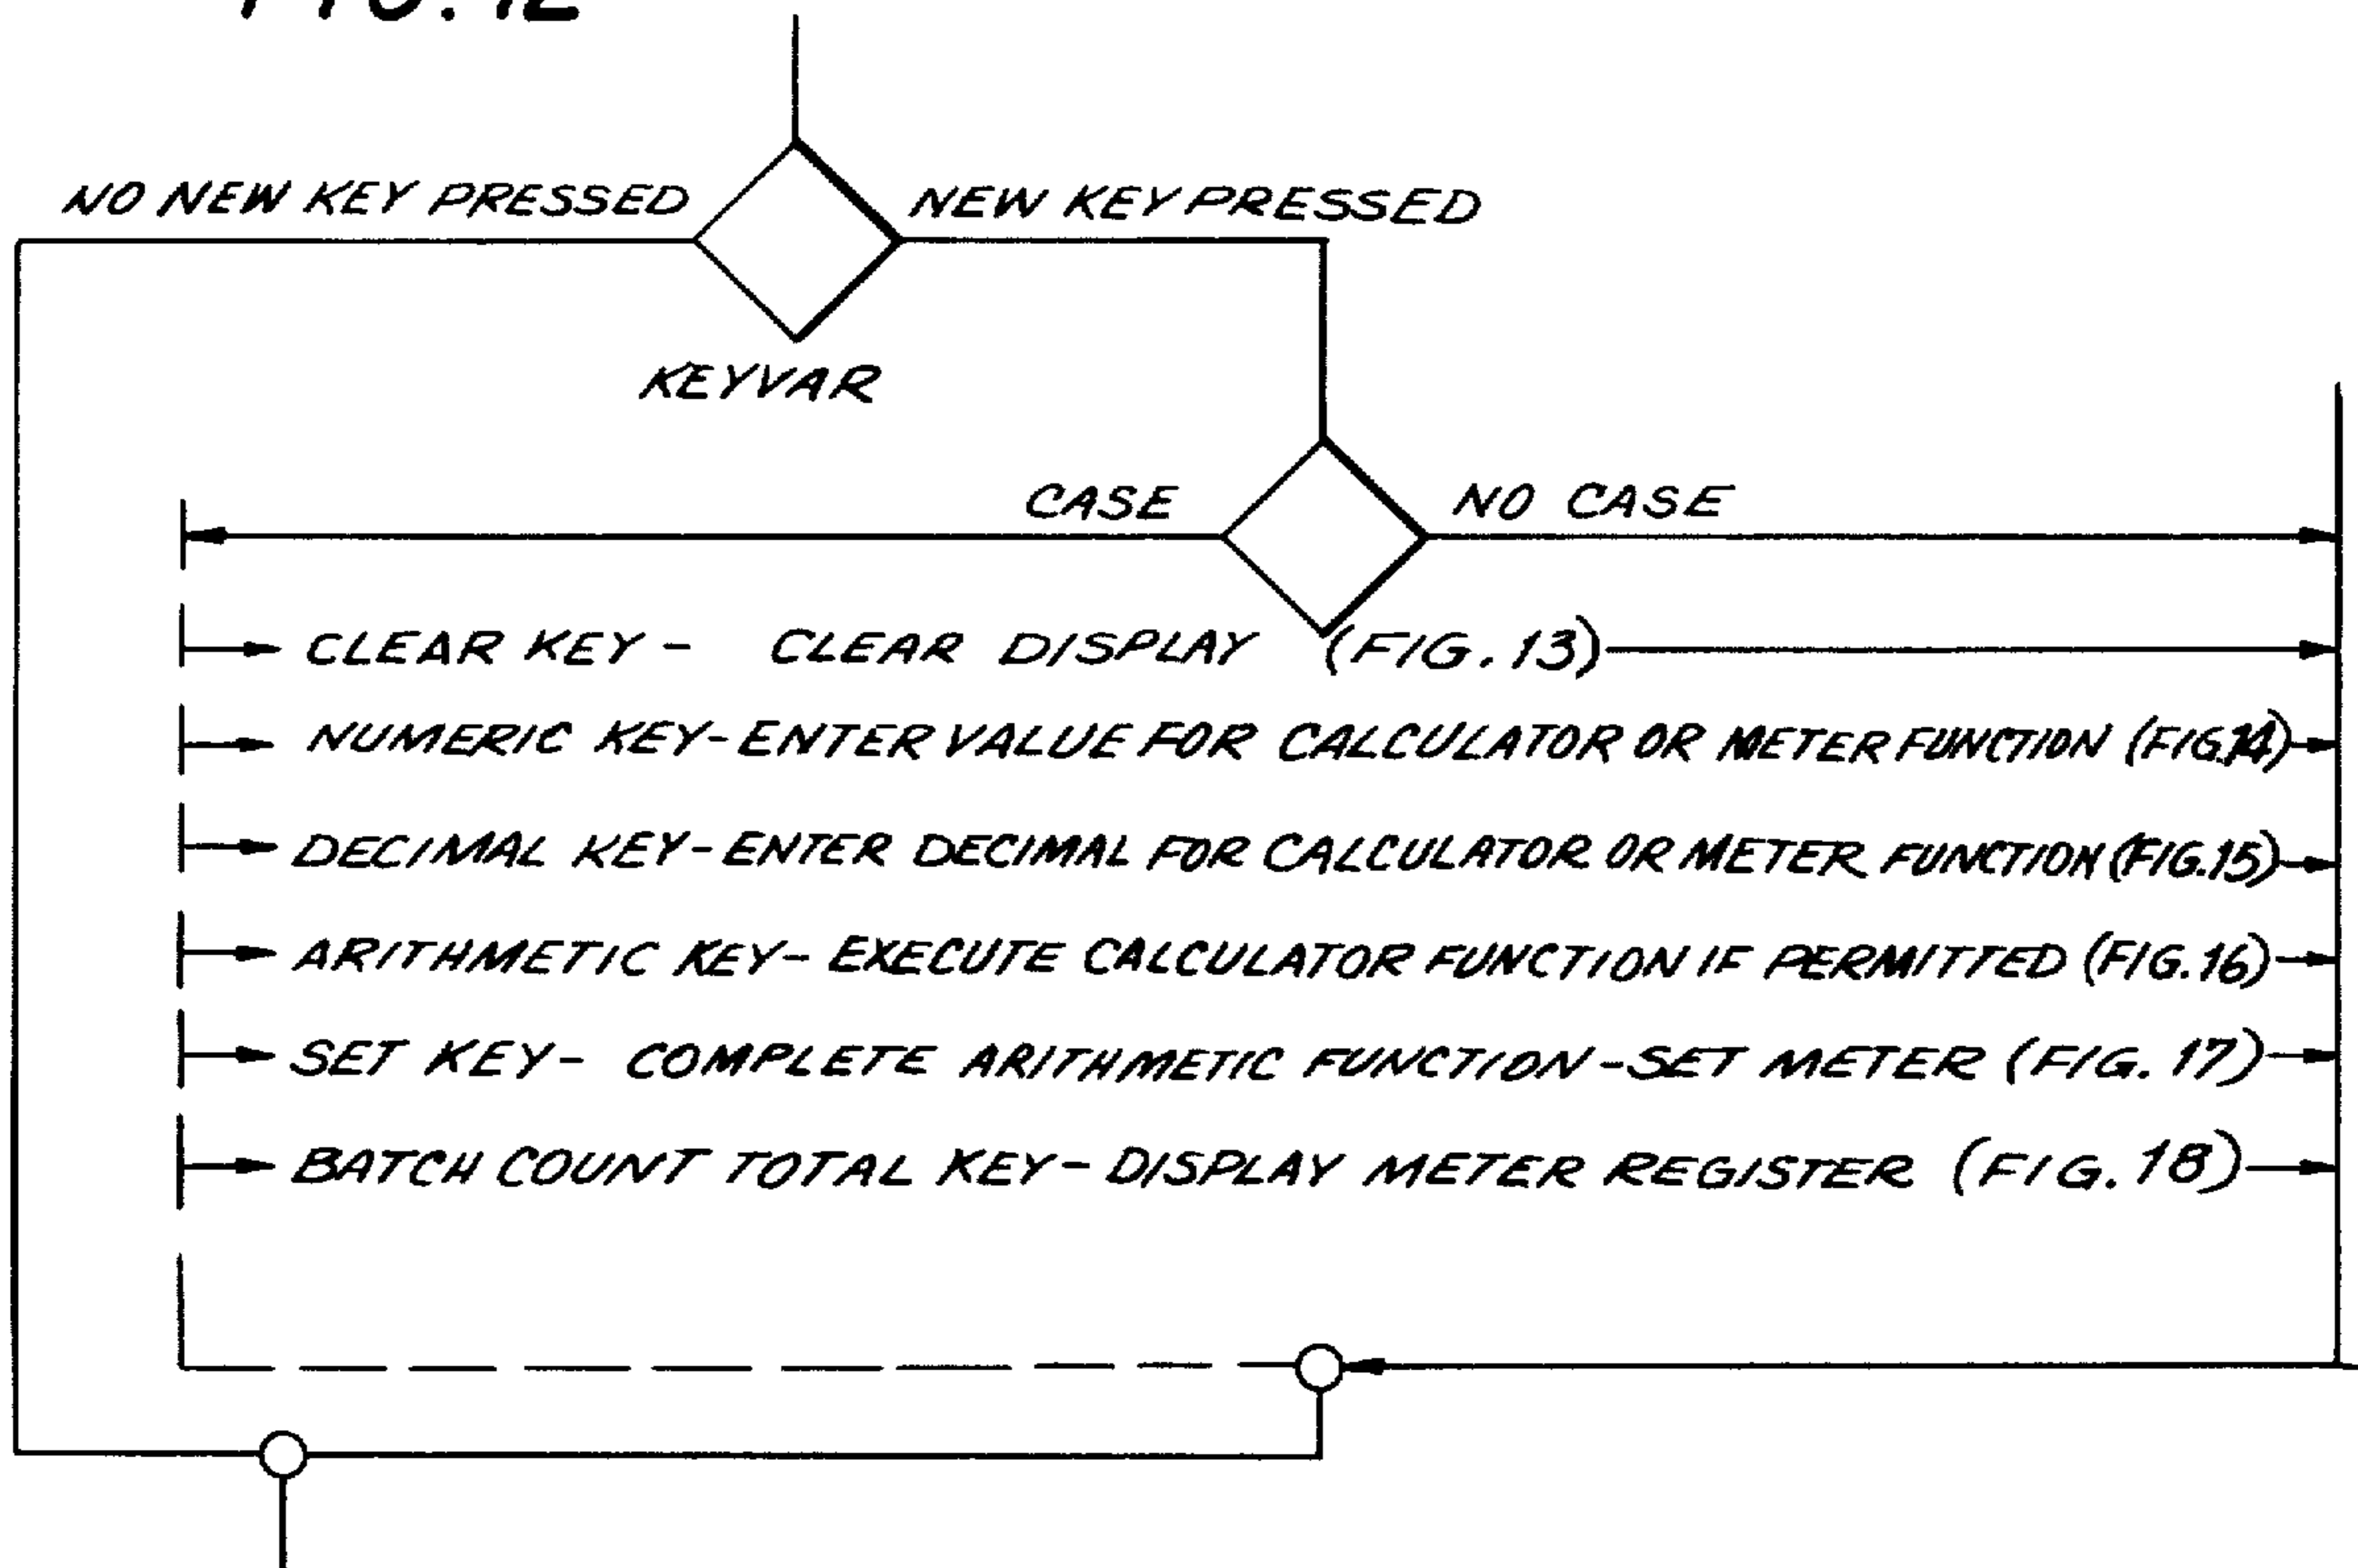 FIG. 12
NO NEW KEY PRESSED
NEW KEY PRESSED
KEYVAR
CASE
NO CASE
CLEAR KEY - CLEAR DISPLAY (FIG. 13)
NUMERIC KEY-ENTER VALUE FOR CALCULATOR OR METER FUNCTION (FIG.14)
DECIMAL KEY-ENTER DECIMAL FOR CALCULATOR OR METER FUNCTION (FIG.15)
ARITHMETIC KEY- EXECUTE CALCULATOR FUNCTION IF PERMITTED (FIG. 16)
SET KEY- COMPLETE ARITHMETIC FUNCTION -SET METER (FIG. 17)
BATCH COUNT TOTAL KEY- DISPLAY METER REGISTER (FIG. 18)